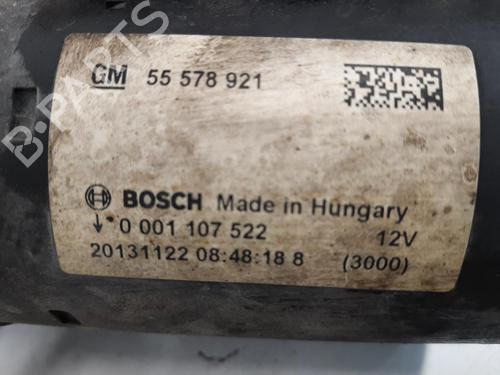 GM 55 578 921
BOSCH Made in Hungary
0 001 107 522 12V
20131122 08:48:18 8 (3000)
B-PARTS